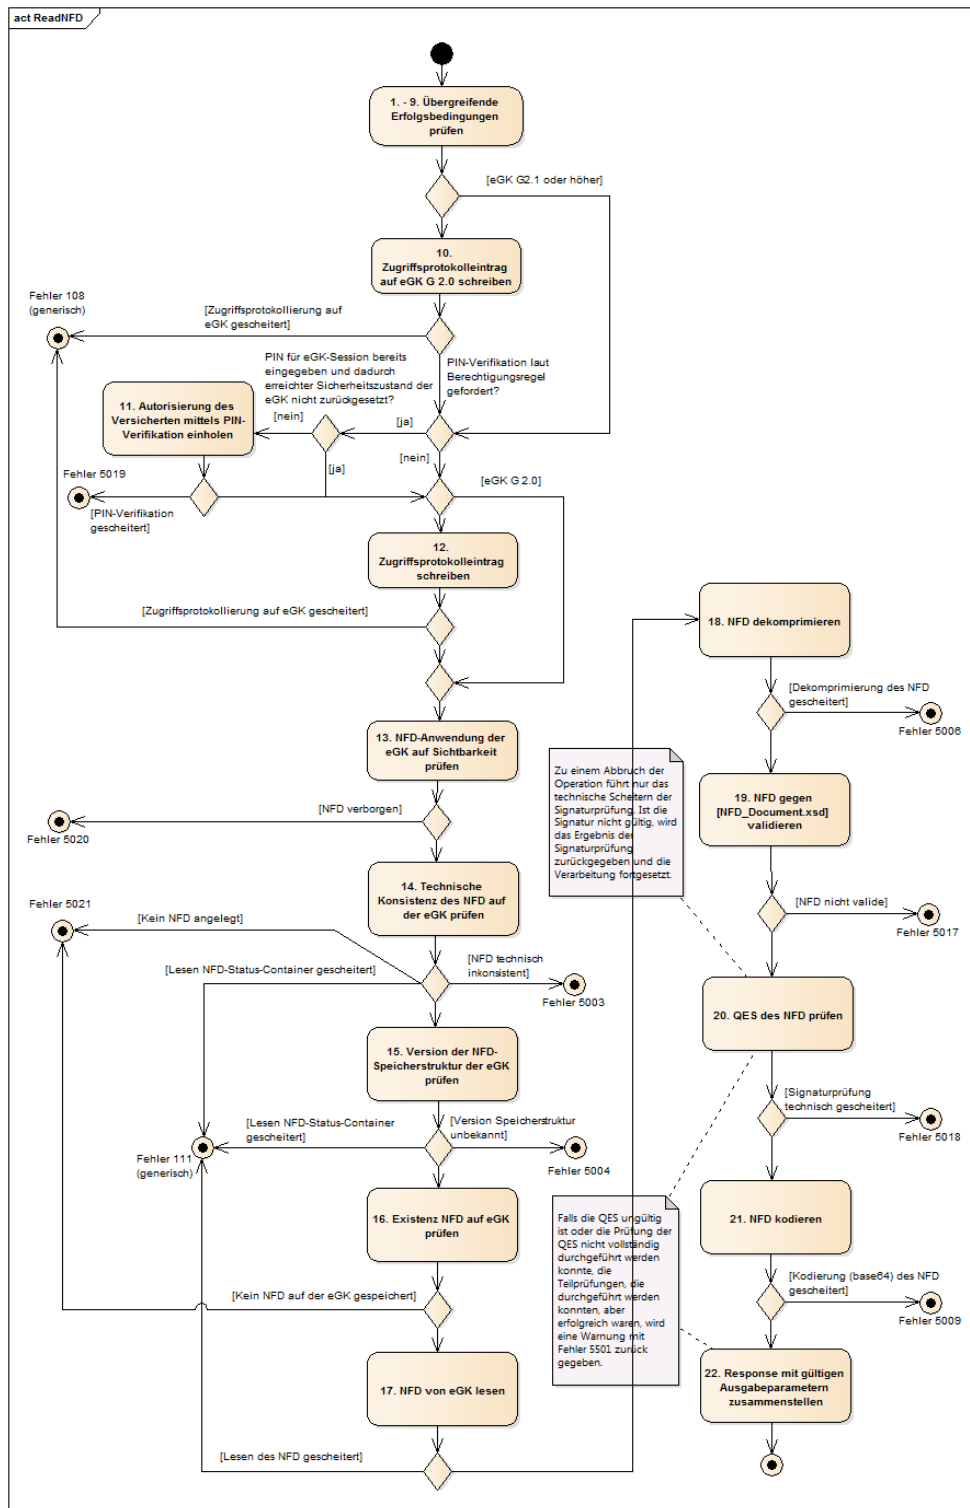 act ReadNFD
1. - 9. Übergreifende
Erfolgsbedingungen
prüfen
[eGK G2.1 oder höher]
10.
Zugriffsprotokolleintrag
auf eGK G 2.0 schreiben
Fehler 108
(generisch)
[Zugriffsprotokollierung auf
eGK gescheitert]
PIN für eGK-Session bereits
eingegeben und dadurch
erreichter Sicherheitszustand der
eGK nicht zurückgesetzt?
PIN-Verifikation laut
Berechtigungsregel
gefordert?
11. Autorisierung des
Versicherten mittels PIN-
Verifikation einholen
[nein]
[ja]
[nein]
[ja]
Fehler 5019
[eGK G 2.0]
[PIN-Verifikation
gescheitert]
12.
Zugriffsprotokolleintrag
schreiben
[Zugriffsprotokollierung auf eGK gescheitert]
13. NFD-Anwendung der
eGK auf Sichtbarkeit
prüfen
[NFD verborgen]
Fehler 5020
14. Technische
Konsistenz des NFD auf
der eGK prüfen
Fehler 5021
[Kein NFD angelegt]
[Lesen NFD-Status-Container gescheitert]
[NFD technisch
inkonsistent]
Fehler 5003
15. Version der NFD-
Speicherstruktur der eGK
prüfen
[Lesen NFD-Status-Container
gescheitert]
[Version Speicherstruktur
unbekannt]
Fehler 111
(generisch)
Fehler 5004
16. Existenz NFD auf eGK
prüfen
[Kein NFD auf der eGK gespeichert]
17. NFD von eGK lesen
[Lesen des NFD gescheitert]
18. NFD dekomprimieren
[Dekomprimierung des NFD
gescheitert]
Fehler 5006
Zu einem Abbruch der
Operation führt nur das
technische Scheitern der
Signaturprüfung. Ist die
Signatur nicht gültig, wird
das Ergebnis der
Signaturprüfung
zurückgegeben und die
Verarbeitung fortgesetzt.
19. NFD gegen
[NFD_Document.xsd]
validieren
[NFD nicht valide]
Fehler 5017
20. QES des NFD prüfen
[Signaturprüfung
technisch gescheitert]
Fehler 5018
Falls die QES ungültig
ist oder die Prüfung der
QES nicht vollständig
durchgeführt werden
konnte, die
Teilprüfungen, die
durchgeführt werden
konnten, aber
erfolgreich waren, wird
eine Warnung mit
Fehler 5501 zurück
gegeben.
21. NFD kodieren
[Kodierung (base64) des NFD
gescheitert]
Fehler 5009
22. Response mit gültigen
Ausgabeparametern
zusammenstellen